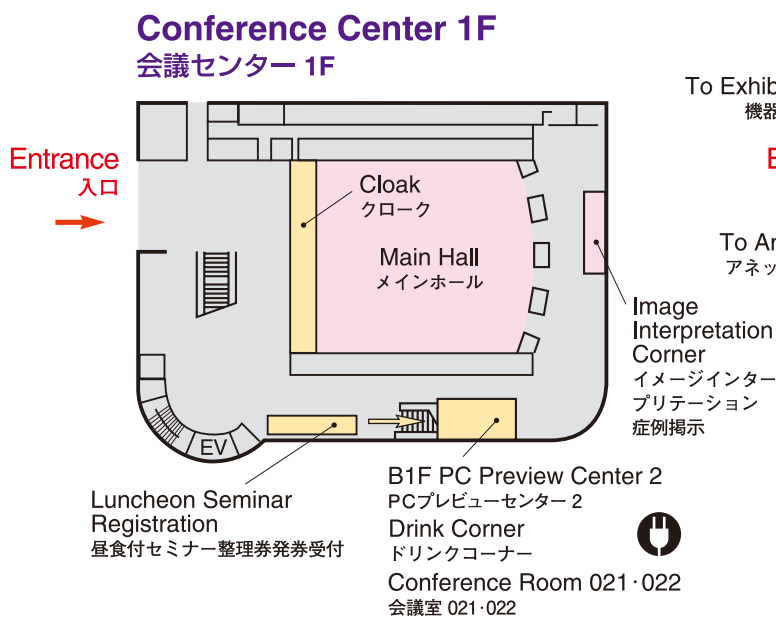 Conference Center 1F
会議センター 1F
To Exhib
機器
Entrance
入口
E
Cloak
クローク
Main Hall
メインホール
To An
アネッ
Image
Interpretation
Corner
イメージインター
プリテーション
症例掲示
EV
Luncheon Seminar
Registration
昼食付セミナー整理券発券受付
B1F PC Preview Center 2
PCプレビューセンター 2
Drink Corner
ドリンクコーナー
Conference Room 021·022
会議室 021·022